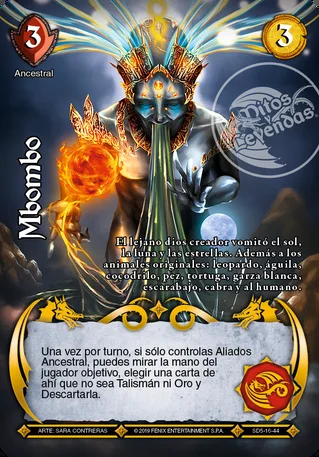 3
3
Ancestral
Mitos y
Leyendas
Mbombo
El lejano dios creador vomitó el sol,
la luna y las estrellas. Además a los
animales originales: leopardo, águila,
cocodrilo, pez, tortuga, garza blanca,
escarabajo, cabra y al humano.
Una vez por turno, si sólo controlas Aliados
Ancestral, puedes mirar la mano del
jugador objetivo, elegir una carta de
ahí que no sea Talismán ni Oro y
Descartarla.
ARTE: SARA CONTRERAS
© 2019 FENIX ENTERTAINMENT S.P.A.
SD5-16-44